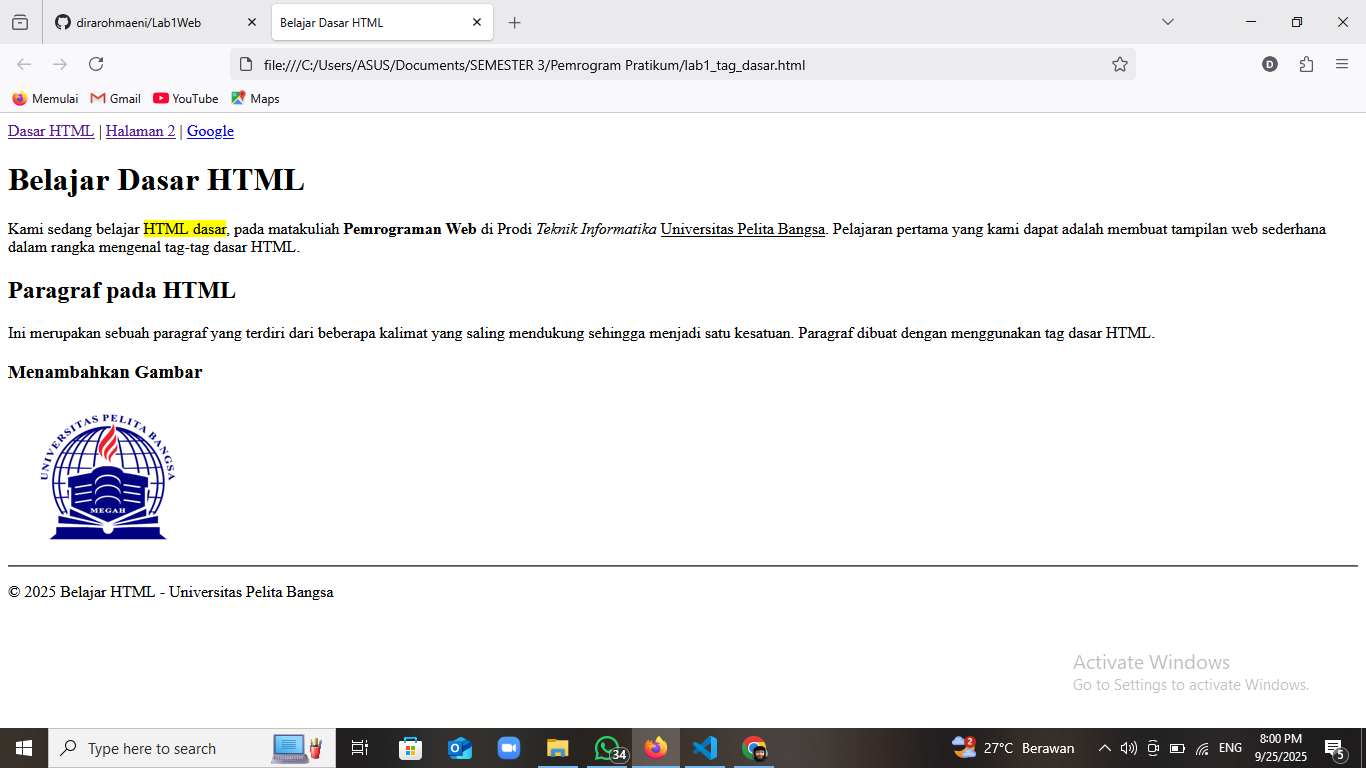 dirarohmaeni/Lab1Web
Belajar Dasar HTML
file:///C:/Users/ASUS/Documents/SEMESTER 3/Pemrogram Pratikum/lab1_tag_dasar.html
D
Memulai Gmail YouTube Maps
Dasar HTML | Halaman 2 | Google
Belajar Dasar HTML
Kami sedang belajar HTML dasar, pada matakuliah Pemrograman Web di Prodi Teknik Informatika Universitas Pelita Bangsa. Pelajaran pertama yang kami dapat adalah membuat tampilan web sederhana
dalam rangka mengenal tag-tag dasar HTML.
Paragraf pada HTML
Ini merupakan sebuah paragraf yang terdiri dari beberapa kalimat yang saling mendukung sehingga menjadi satu kesatuan. Paragraf dibuat dengan menggunakan tag dasar HTML.
Menambahkan Gambar
UNIVERSITAS PELITA BANGSA
MEGAH
© 2025 Belajar HTML - Universitas Pelita Bangsa
Activate Windows
Go to Settings to activate Windows.
Type here to search
34
2
27°C Berawan
ENG
8:00 PM
9/25/2025
5